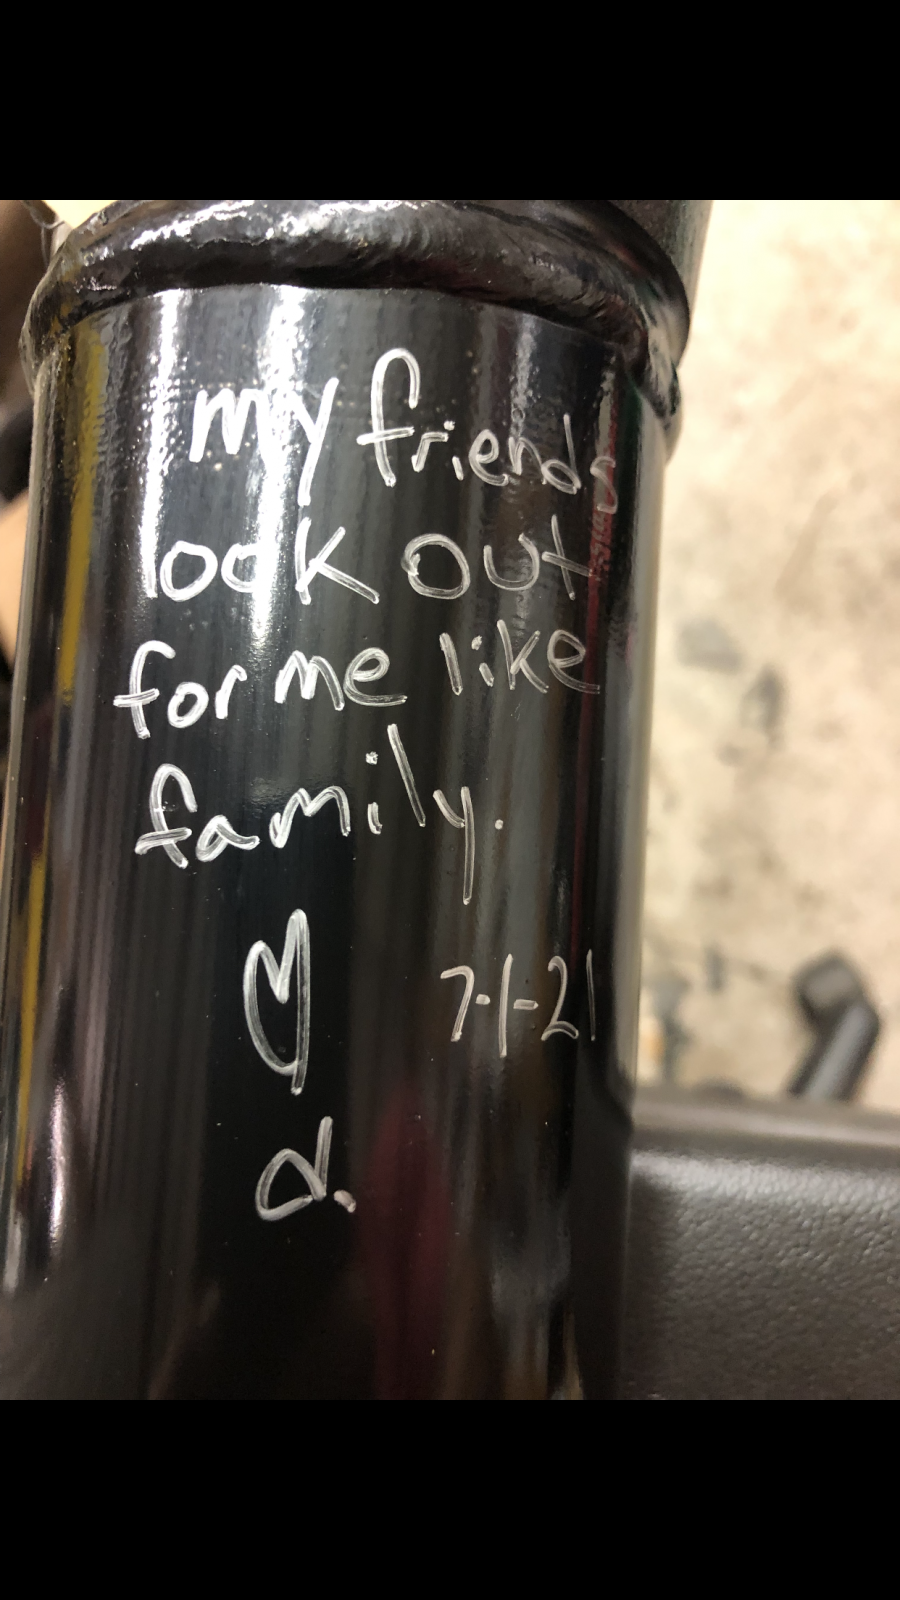 my friends
look out
for me like
family.
7-1-21
a.